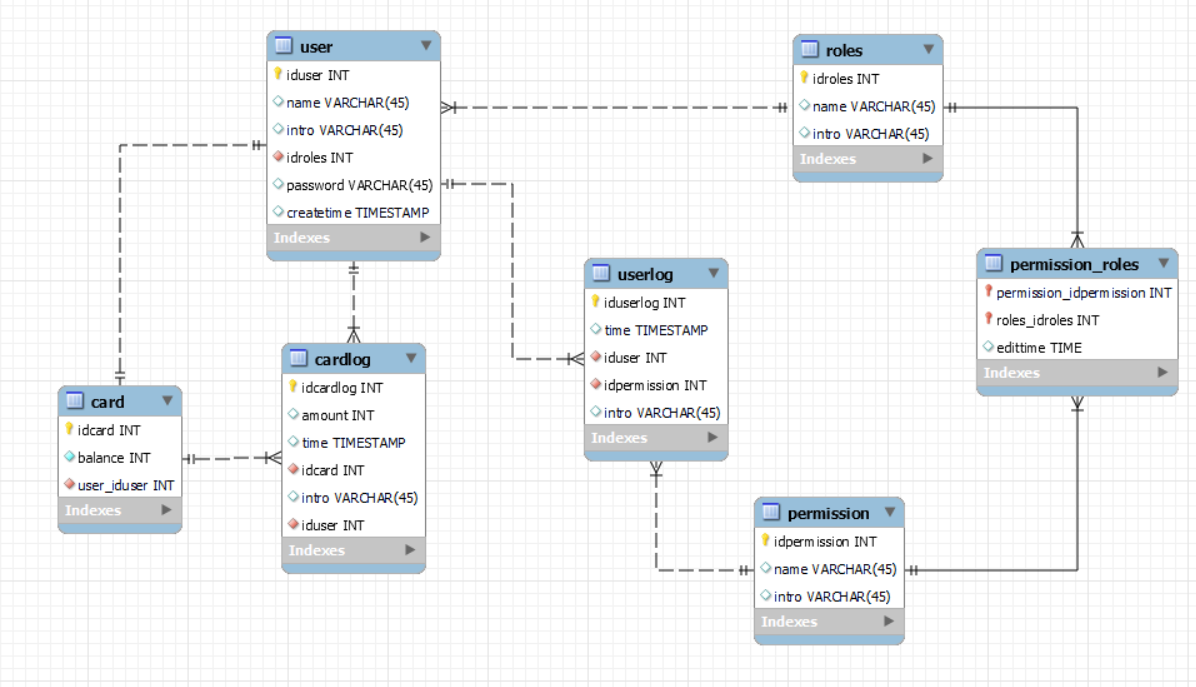 user
iduser INT
name VARCHAR(45)
intro VARCHAR(45)
idroles INT
password VARCHAR(45)
createtime TIMESTAMP
Indexes
roles
idroles INT
name VARCHAR(45)
intro VARCHAR(45)
Indexes
permission_roles
permission_idpermission INT
roles_idroles INT
edittime TIME
Indexes
userlog
iduserlog INT
time TIMESTAMP
iduser INT
idpermission INT
intro VARCHAR(45)
Indexes
cardlog
idcardlog INT
amount INT
time TIMESTAMP
idcard INT
intro VARCHAR(45)
iduser INT
Indexes
card
idcard INT
balance INT
user_iduser INT
Indexes
permission
idpermission INT
name VARCHAR(45)
intro VARCHAR(45)
Indexes